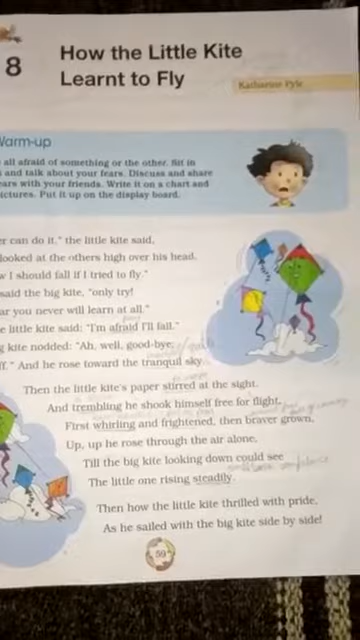 8
How the Little Kite
Learnt to Fly
Katharine Pyle
Warm-up
all afraid of something or the other. Sit in
and talk about your fears. Discuss and share
ears with your friends. Write it on a chart and
ictures. Put it up on the display board.
er can do it," the little kite said,
looked at the others high over his head.
w I should fall if I tried to fly."
said the big kite, "only try!
ar you never will learn at all."
e little kite said: "I'm afraid I'll fall."
g kite nodded: "Ah, well, good-bye;
ff." And he rose toward the tranquil sky.
Then the little kite's paper stirred at the sight,
And trembling he shook himself free for flight.
First whirling and frightened, then braver grown,
Up, up he rose through the air alone,
Till the big kite looking down could see
The little one rising steadily.
Then how the little kite thrilled with pride,
As he sailed with the big kite side by side!
59